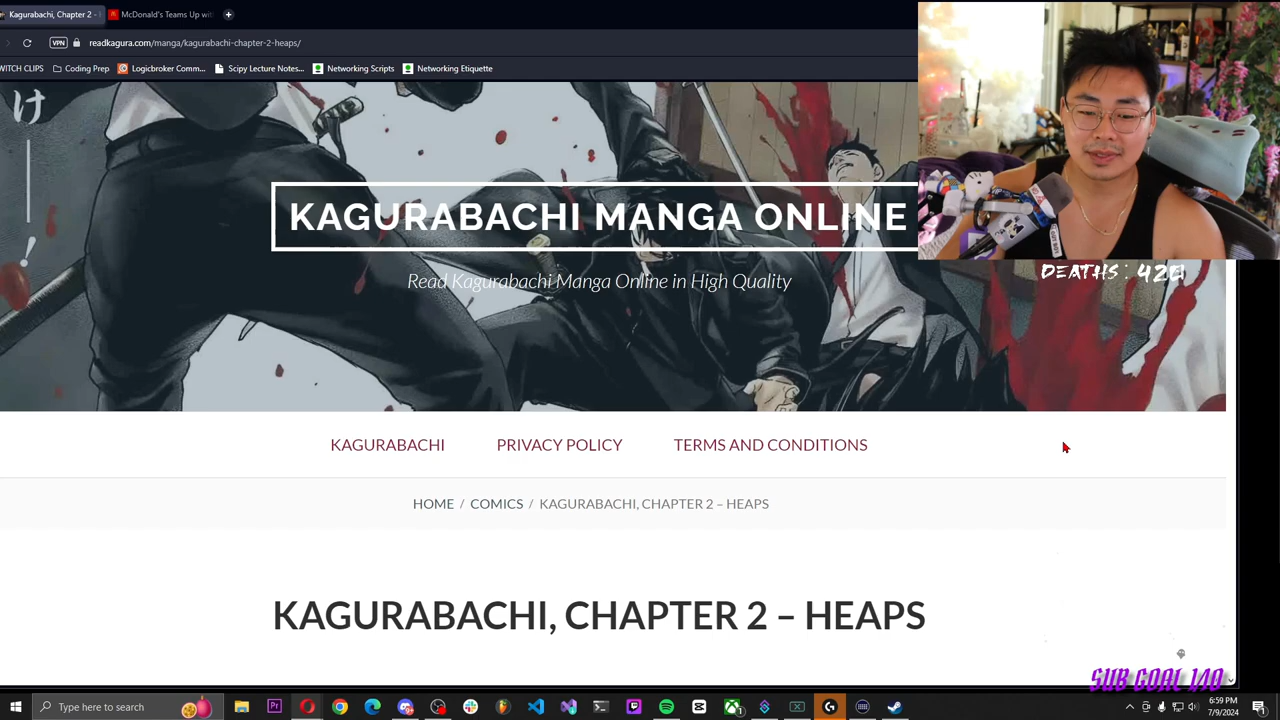 Kagurabachi, Chapter 2 -
McDonald's Teams Up wit
VPN
readkagura.com/manga/kagurabachi-chapter-2-heaps/
WITCH CLIPS
Coding Prep
Logicbroker Comm...
Scipy Lecture Notes...
Networking Scripts
Networking Etiquette
け
KAGURABACHI MANGA ONLINE
Read Kagurabachi Manga Online in High Quality
DEATHS : 420
KAGURABACHI
PRIVACY POLICY
TERMS AND CONDITIONS
HOME / COMICS / KAGURABACHI, CHAPTER 2 – HEAPS
KAGURABACHI, CHAPTER 2 – HEAPS
SUB GOAL 140
Type here to search
6:59 PM
7/9/2024